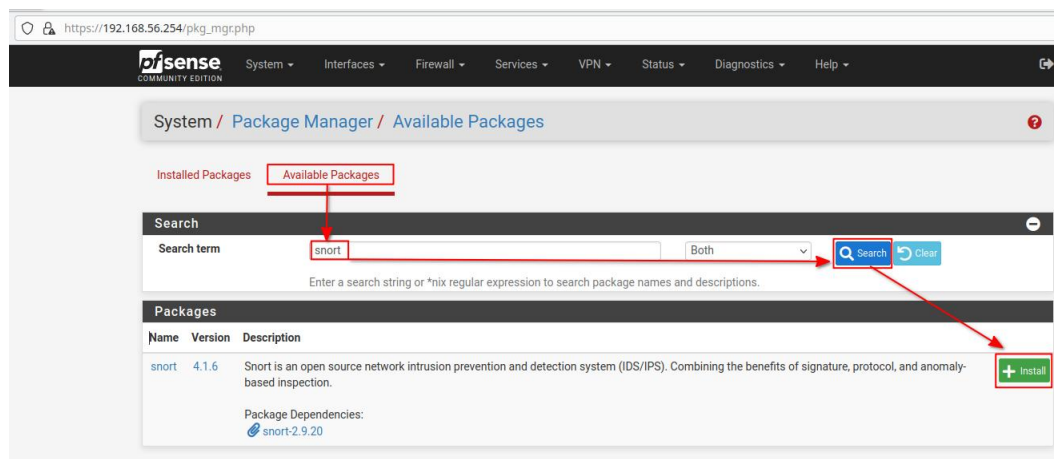 https://192.168.56.254/pkg_mgr.php
pfsense
COMMUNITY EDITION
System Interfaces Firewall Services VPN Status Diagnostics Help
System / Package Manager / Available Packages
Installed Packages Available Packages
Search
Search term snort Both Search Clear
Enter a search string or *nix regular expression to search package names and descriptions.
Packages
Name Version Description
snort 4.1.6 Snort is an open source network intrusion prevention and detection system (IDS/IPS). Combining the benefits of signature, protocol, and anomaly-
based inspection.
Install
Package Dependencies:
snort-2.9.20